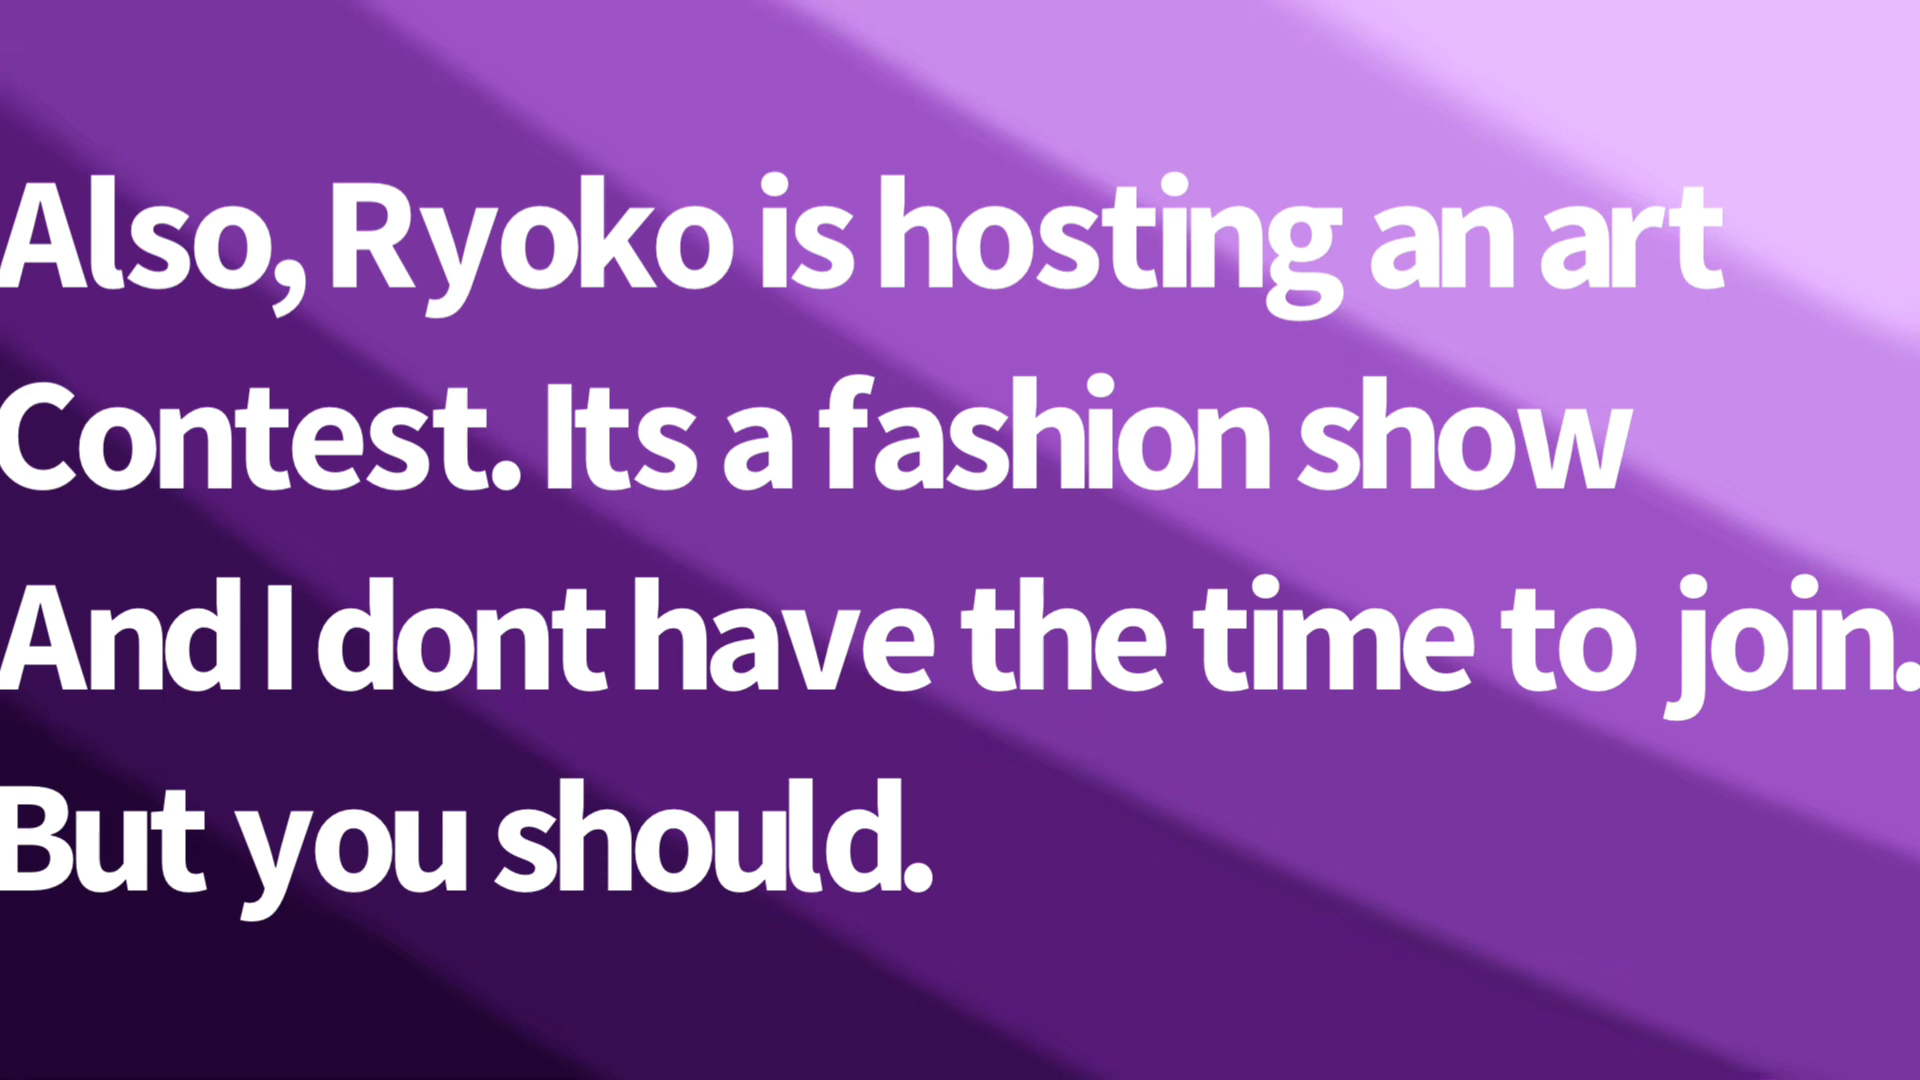 Also, Ryoko is hosting an art
Contest. Its a fashion show
And I dont have the time to join.
But you should.